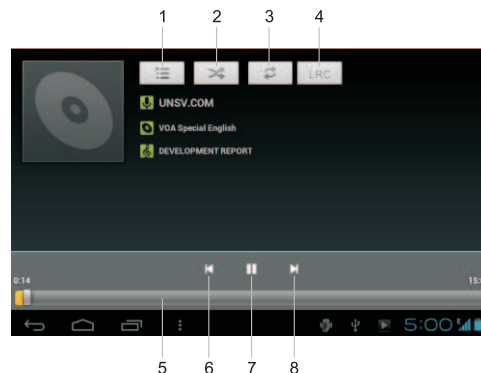 1 2 3 4
LRC
UNSV.COM
VOA Special English
DEVELOPMENT REPORT
0:14
5:00
5 6 7 8